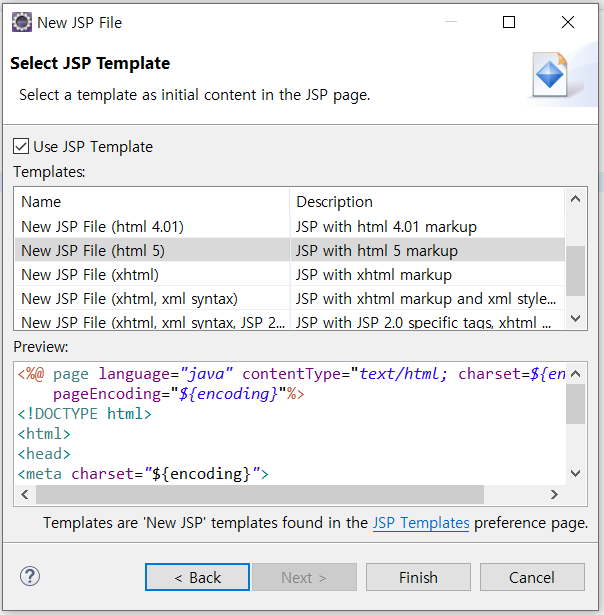 New JSP File
Select JSP Template
Select a template as initial content in the JSP page.
Use JSP Template
Templates:
Name Description
New JSP File (html 4.01) JSP with html 4.01 markup
New JSP File (html 5) JSP with html 5 markup
New JSP File (xhtml) JSP with xhtml markup
New JSP File (xhtml, xml syntax) JSP with xhtml markup and xml style...
New JSP File (xhtml, xml syntax, JSP 2... JSP with JSP 2.0 specific tags, xhtml ...
Preview:
<%@ page language="java" contentType="text/html; charset=${en
pageEncoding="${encoding}"%>
<!DOCTYPE html>
<html>
<head>
<meta charset="${encoding}">
Templates are 'New JSP' templates found in the JSP Templates preference page.
? < Back Next > Finish Cancel